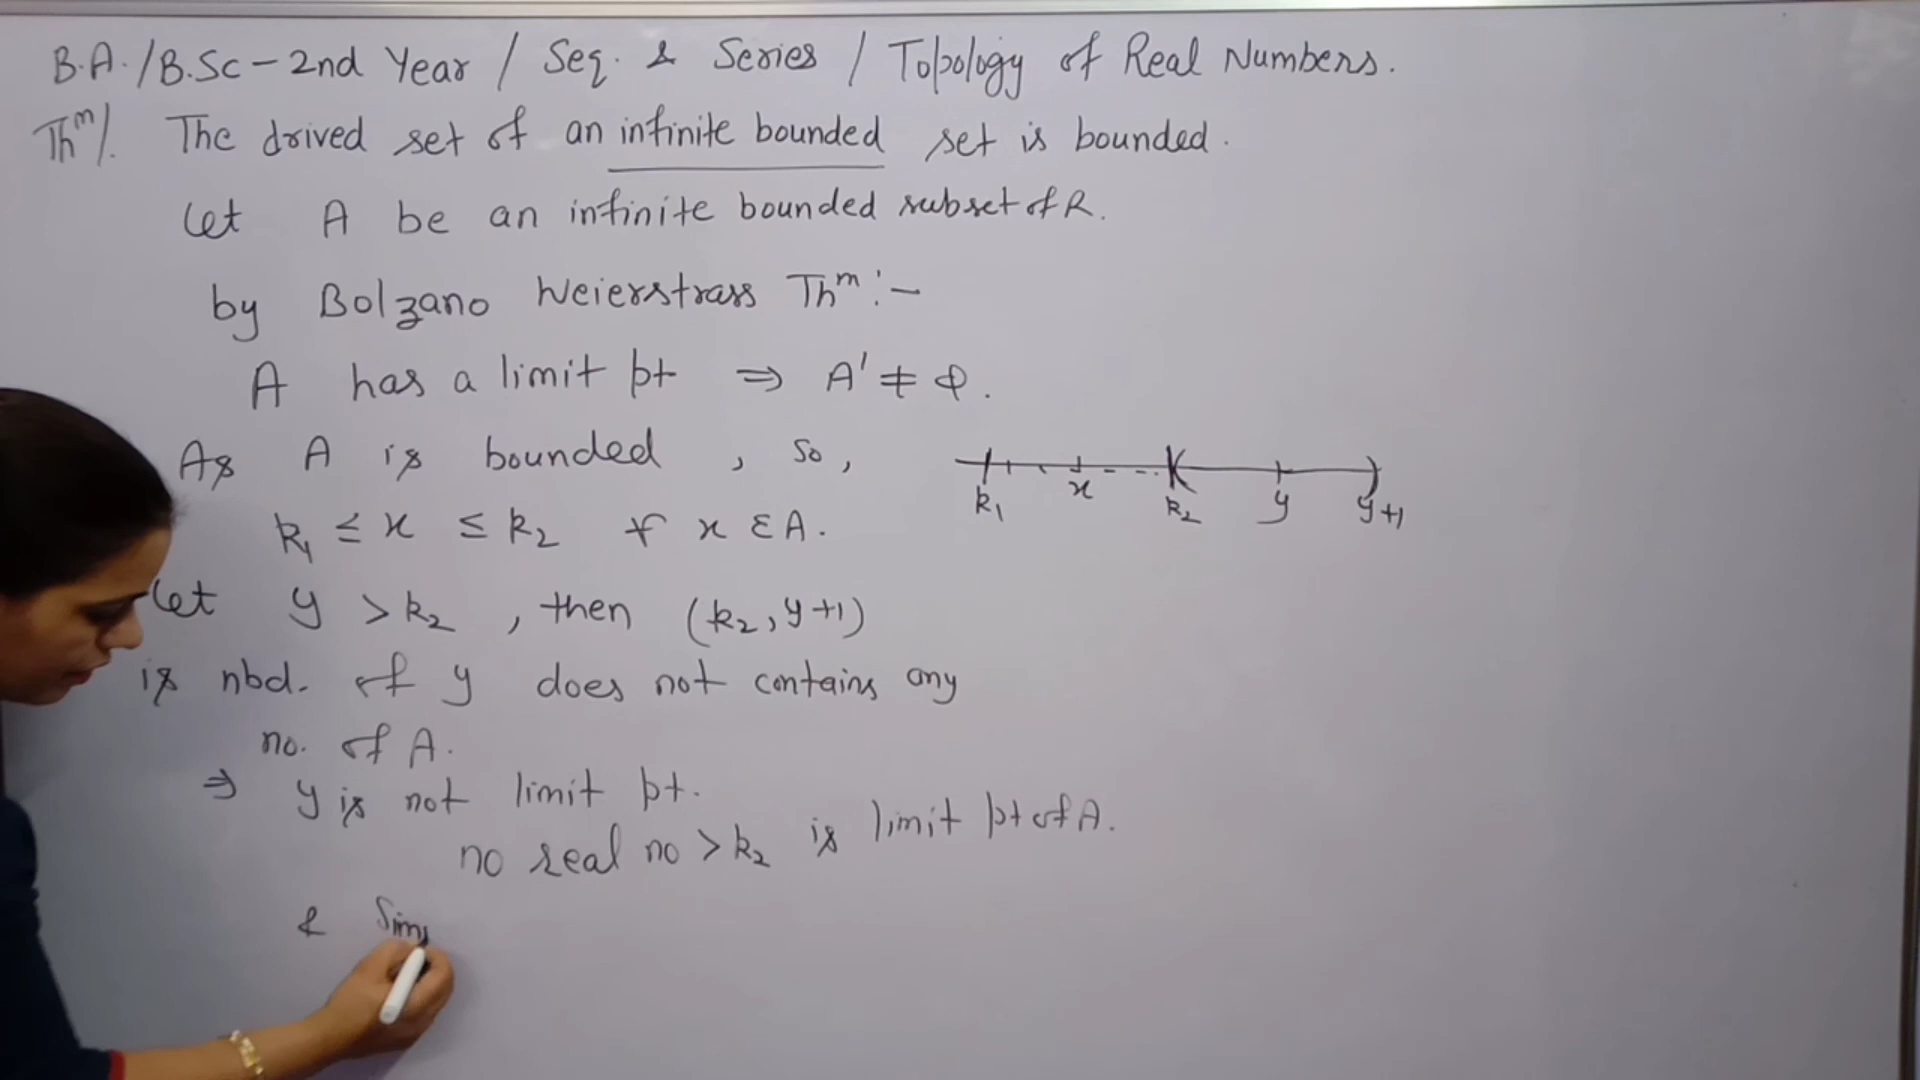 B.A./B.Sc - 2nd Year / Seq. & Series / Topology of Real Numbers.
Thm/. The drived set of an infinite bounded set is bounded.
Let A be an infinite bounded subset of R.
by Bolzano Weierstrass Thm :-
A has a limit pt ⇒ A' ≠ φ.
As A is bounded , so,
k₁ x k₂ y y+1
k₁ ≤ x ≤ k₂ ∀ x ∈ A.
Let y > k₂ , then (k₂, y+1)
is nbd. of y does not contains any
no. of A.
⇒ y is not limit pt.
no real no > k₂ is limit pt of A.
& Sim